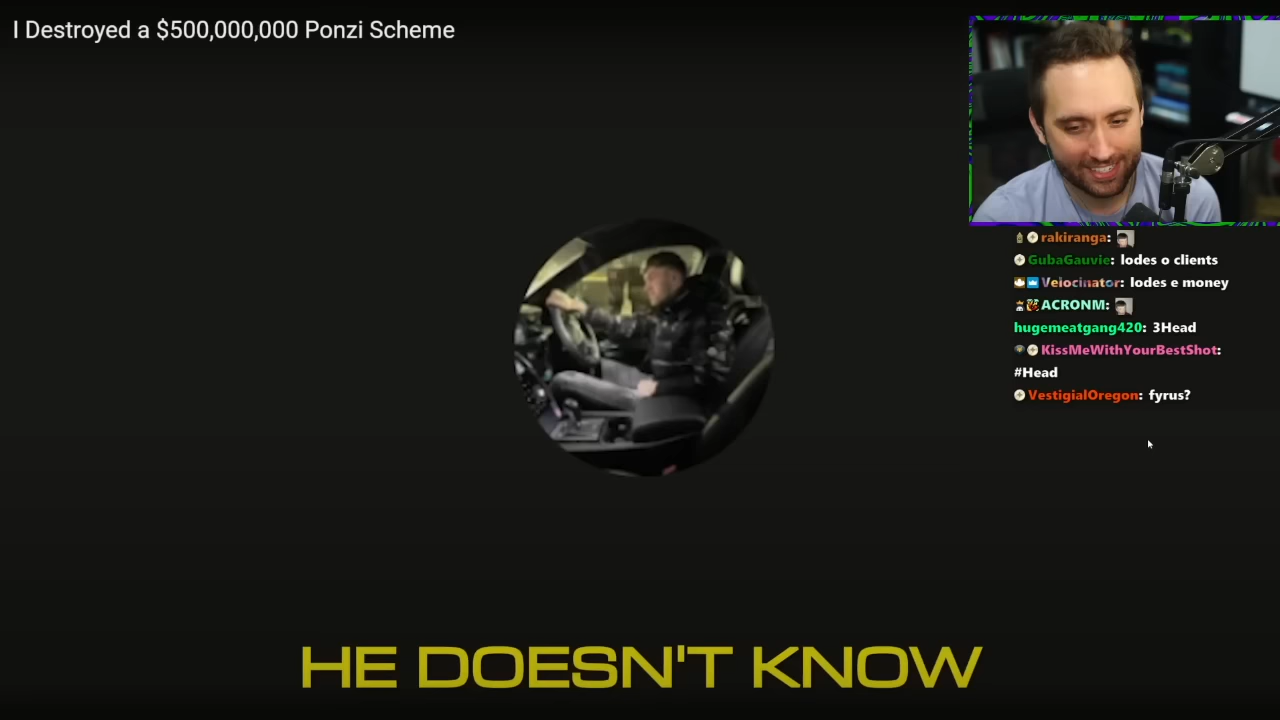 I Destroyed a $500,000,000 Ponzi Scheme
rakiranga:
GubaGauvie: lodes o clients
Velocinator: lodes e money
ACRONM:
hugemeatgang420: 3Head
KissMeWithYourBestShot:
#Head
VestigialOregon: fyrus?
HE DOESN'T KNOW